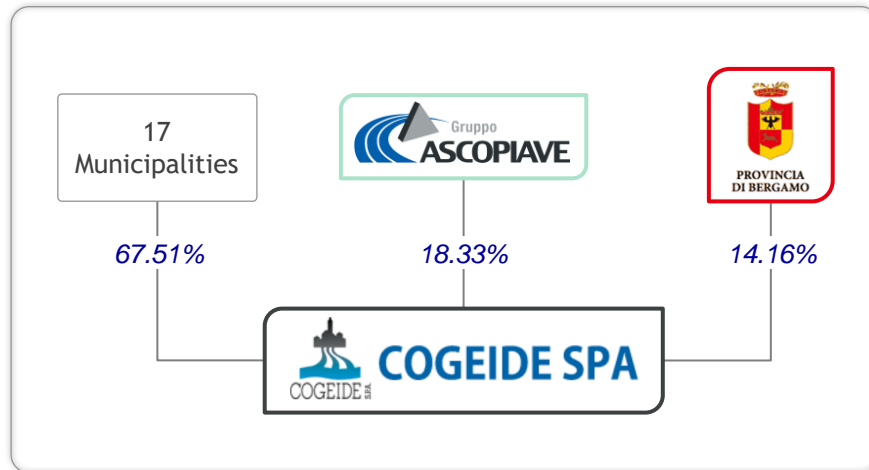 17
Municipalities
Gruppo
ASCOPIAVE
PROVINCIA
DI BERGAMO
67.51%
18.33%
14.16%
COGEIDE S.P.A.
COGEIDE SPA